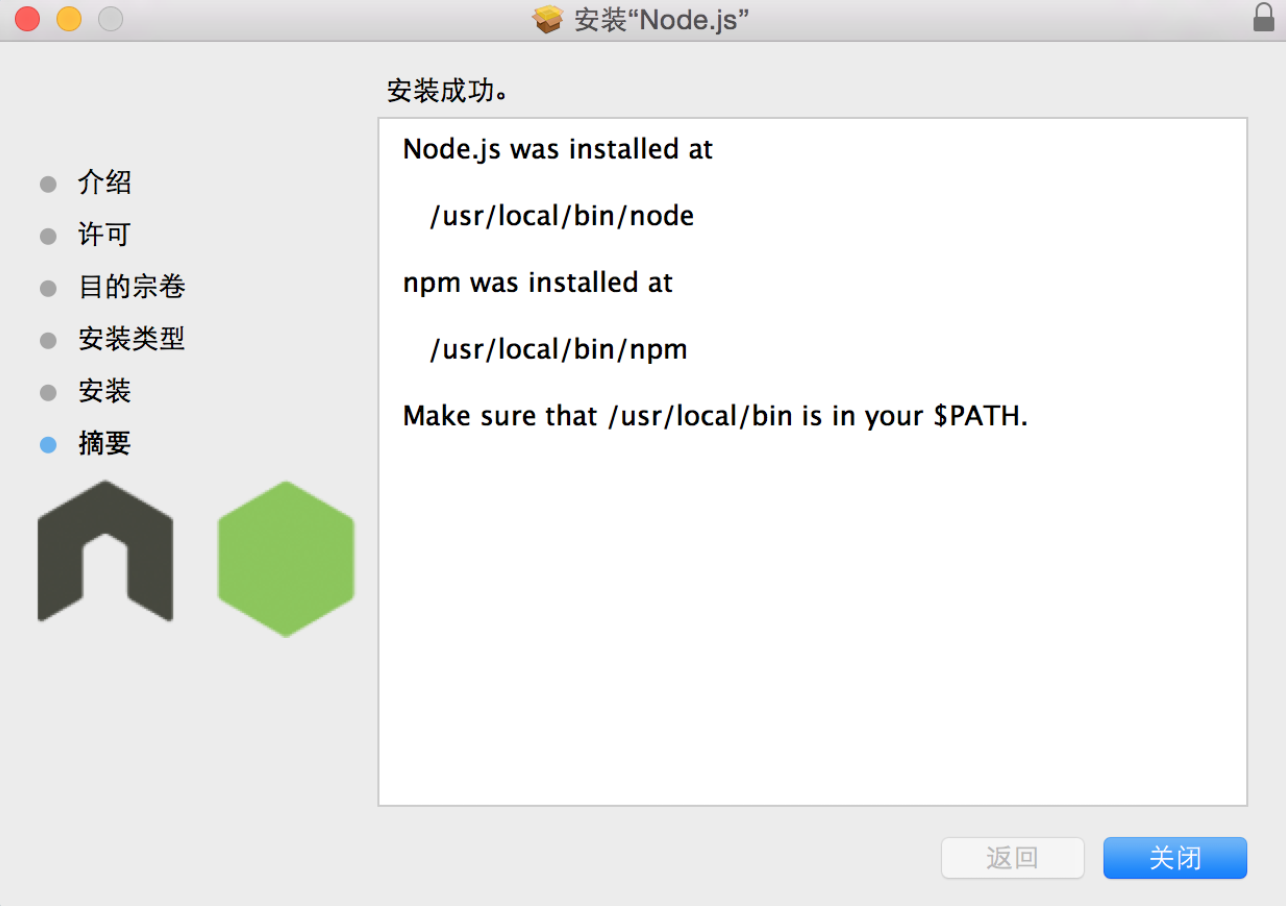 安装“Node.js”
安装成功。
介绍
许可
目的宗卷
安装类型
安装
摘要
Node.js was installed at
/usr/local/bin/node
npm was installed at
/usr/local/bin/npm
Make sure that /usr/local/bin is in your $PATH.
返回
关闭